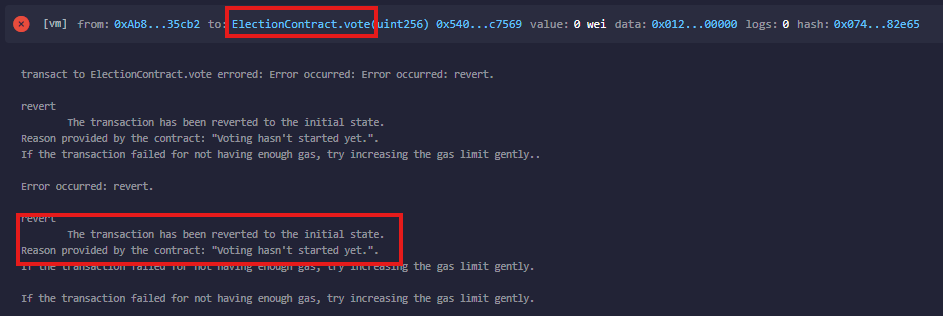 [vm] from: 0xAb8...35cb2 to: ElectionContract.vote(uint256) 0x540...c7569 value: 0 wei data: 0x012...00000 logs: 0 hash: 0x074...82e65
transact to ElectionContract.vote errored: Error occurred: Error occurred: revert.
revert
The transaction has been reverted to the initial state.
Reason provided by the contract: "Voting hasn't started yet.".
If the transaction failed for not having enough gas, try increasing the gas limit gently..
Error occurred: revert.
revert
The transaction has been reverted to the initial state.
Reason provided by the contract: "Voting hasn't started yet.".
If the transaction failed for not having enough gas, try increasing the gas limit gently.
If the transaction failed for not having enough gas, try increasing the gas limit gently.